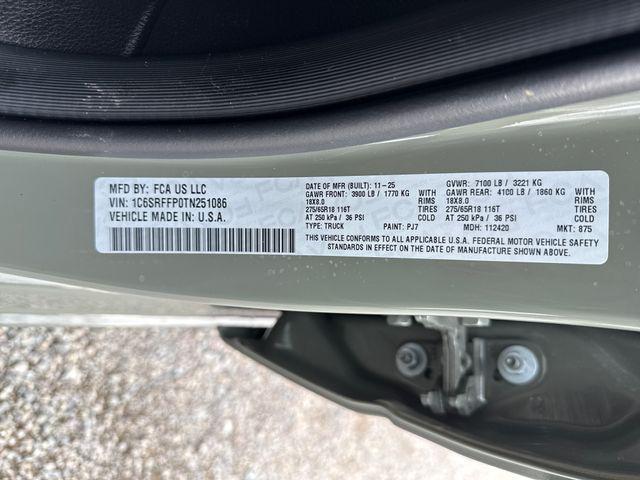 MFD BY: FCA US LLC
VIN: 1C6SRFFP0TN251086
VEHICLE MADE IN U.S.A.
DATE OF MFR (BUILT): 11-25
GAWR FRONT: 3900 LB / 1770 KG WITH
18X8.0 RIMS
275/65R18 116T TIRES
AT 250 kPa / 36 PSI COLD
TYPE: TRUCK PAINT: PJ7
GVWR: 7100 LB / 3221 KG
GAWR REAR: 4100 LB / 1860 KG WITH
18X8.0 RIMS
275/65R18 116T TIRES
AT 250 kPa / 36 PSI COLD
MDH: 112420 MKT: 875
THIS VEHICLE CONFORMS TO ALL APPLICABLE U.S.A. FEDERAL MOTOR VEHICLE SAFETY
STANDARDS IN EFFECT ON THE DATE OF MANUFACTURE SHOWN ABOVE.